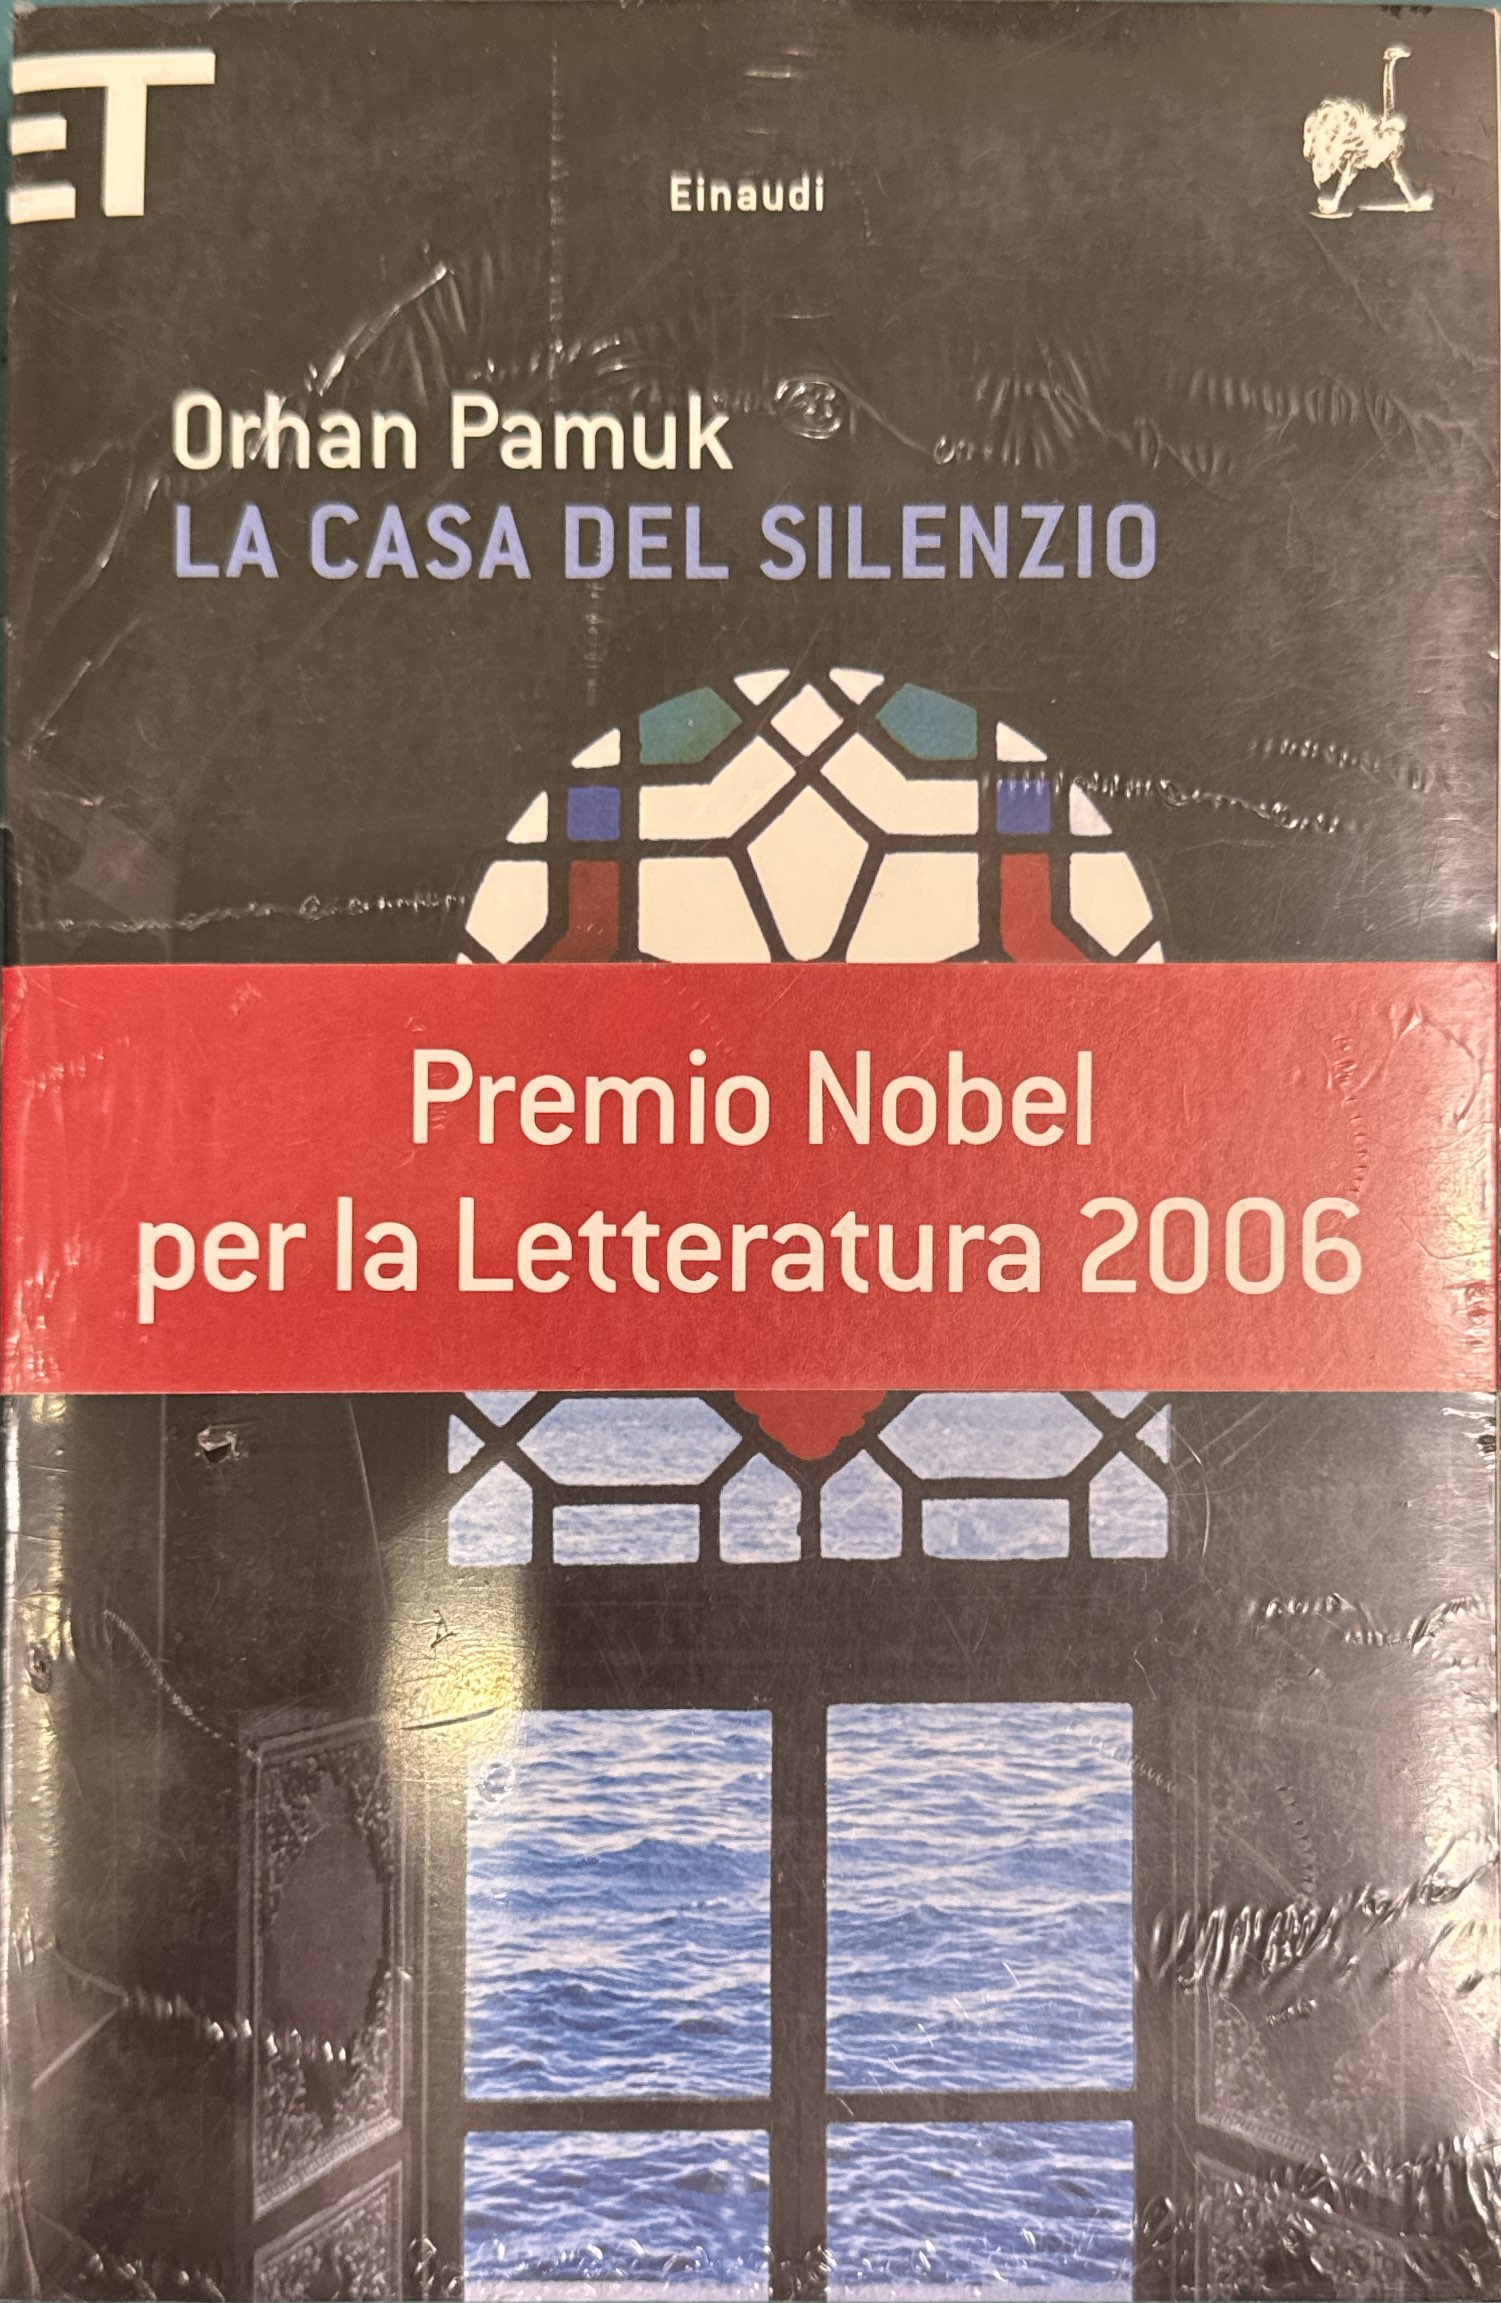 ET
Einaudi
Orhan Pamuk
LA CASA DEL SILENZIO
Premio Nobel
per la Letteratura 2006